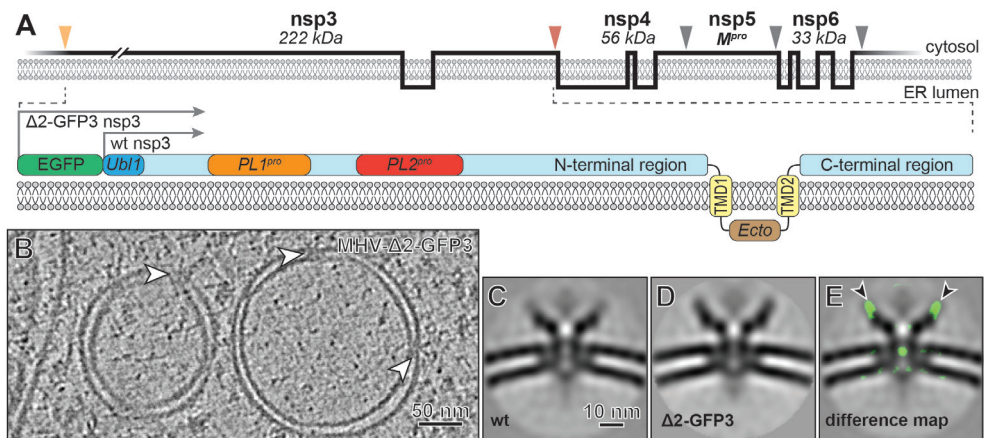 A
nsp3
222 kDa
nsp4
56 kDa
nsp5
Mpro
nsp6
33 kDa
cytosol
ER lumen
Δ2-GFP3 nsp3
wt nsp3
EGFP
Ubl1
PL1pro
PL2pro
N-terminal region
TMD1
Ecto
TMD2
C-terminal region
B
MHV-Δ2-GFP3
50 nm
C
wt
10 nm
D
Δ2-GFP3
E
difference map